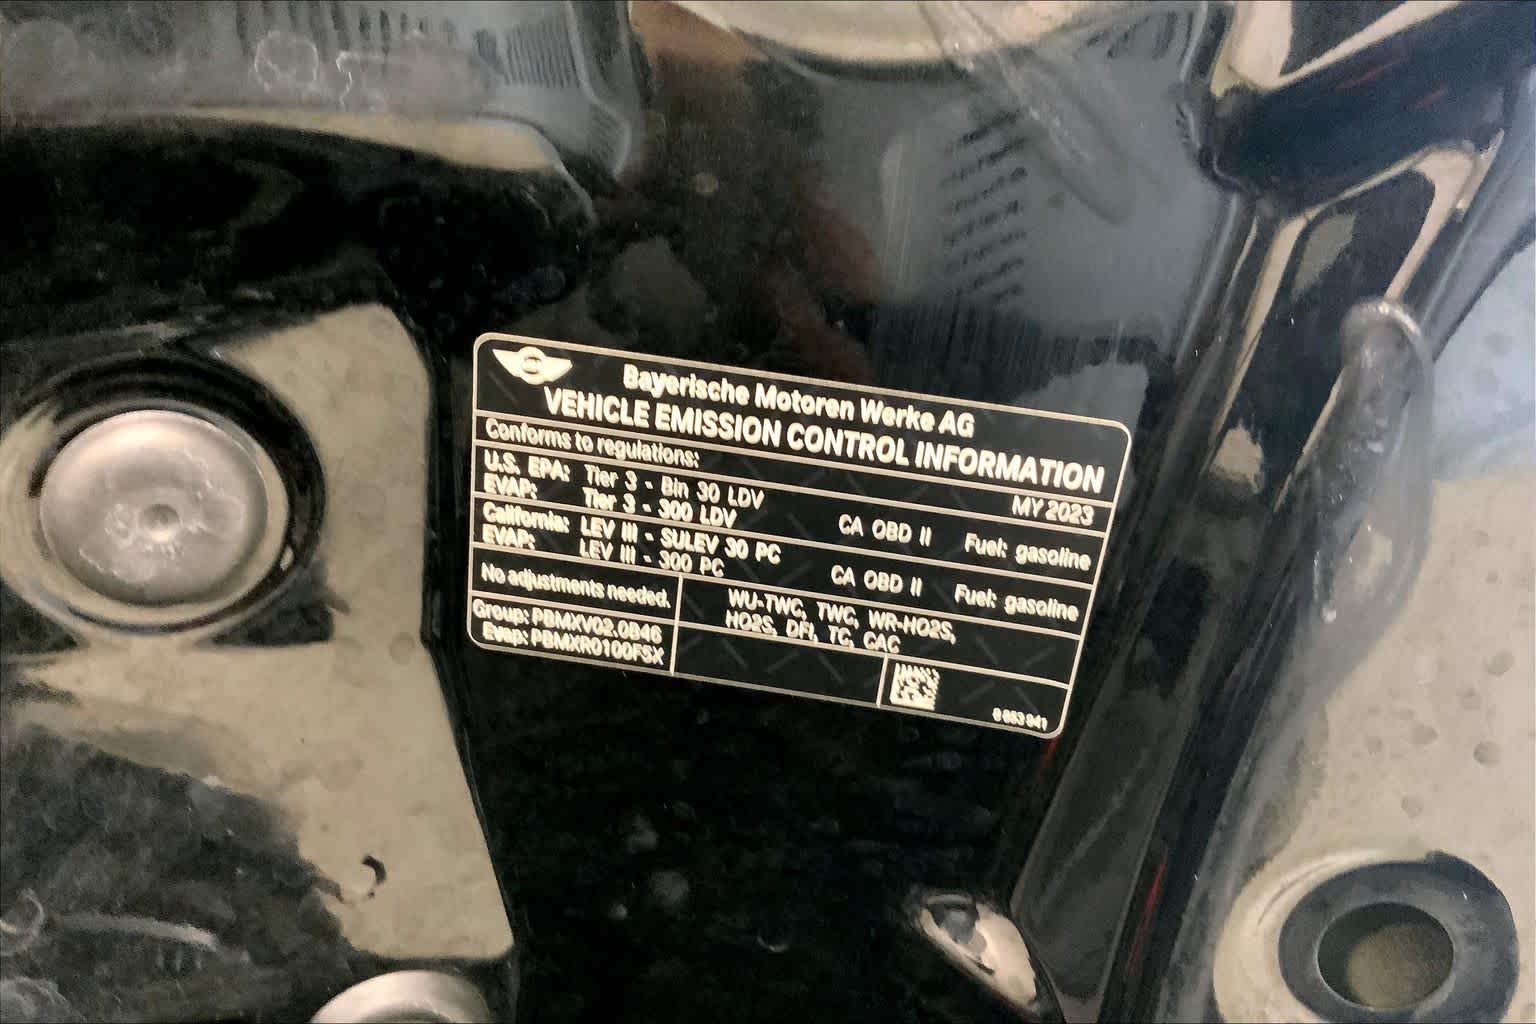 Bayerische Motoren Werke AG
VEHICLE EMISSION CONTROL INFORMATION
Conforms to regulations: MY 2023
U.S. EPA: Tier 3 - Bin 30 LDV CA OBD II Fuel: gasoline
EVAP: Tier 3 - 300 LDV
California: LEV III - SULEV 30 PC CA OBD II Fuel: gasoline
EVAP: LEV III - 300 PC
No adjustments needed. WU-TWC, TWC, WR-HO2S,
HO2S, DFI, TC, CAC
Group: PBMXV02.0B46
Evap: PBMXR0100FSX